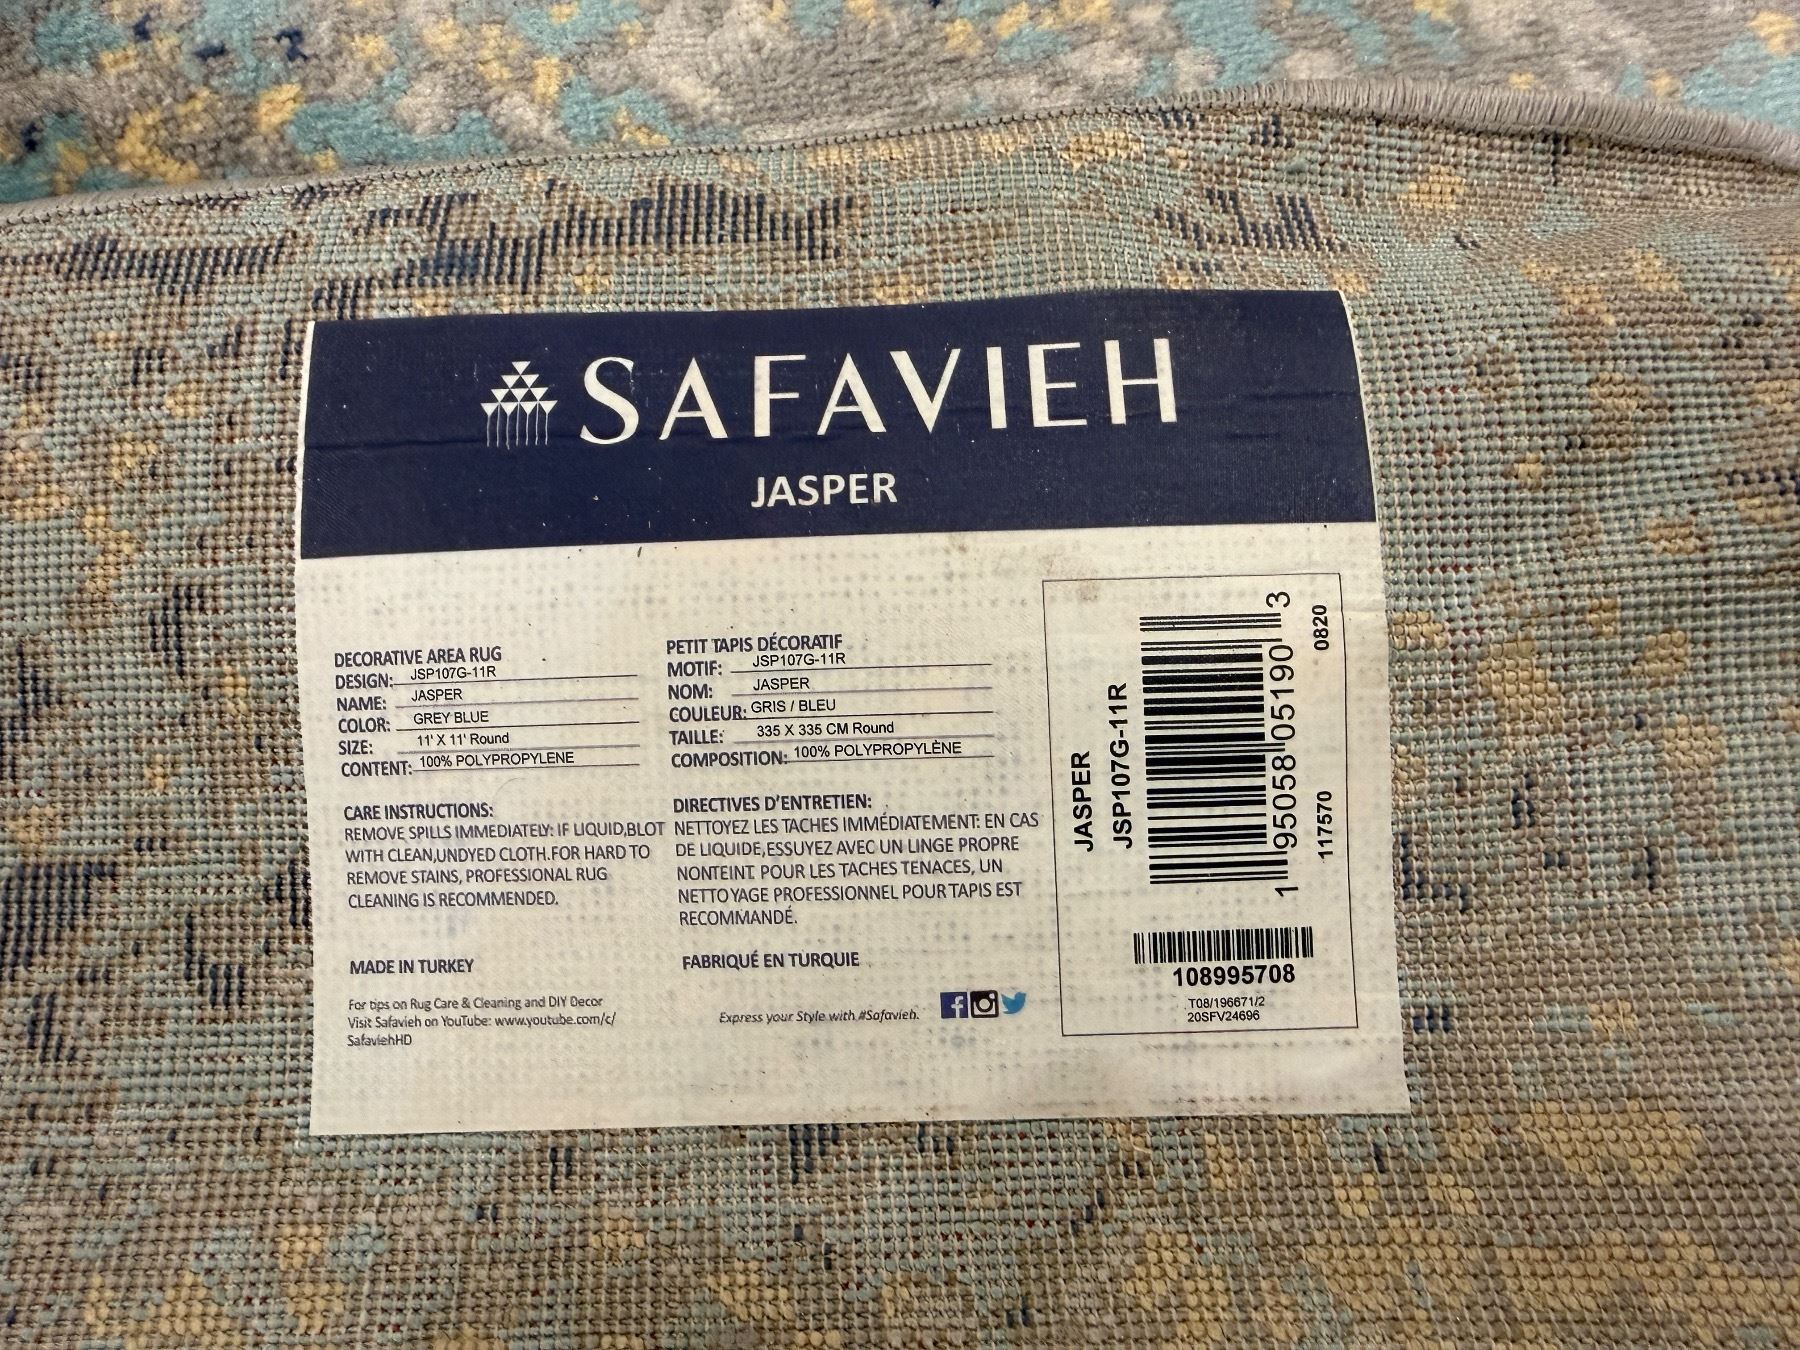 SAFAVIEH
JASPER
DECORATIVE AREA RUG
DESIGN: JSP107G-11R
NAME: JASPER
COLOR: GREY BLUE
SIZE: 11' X 11' Round
CONTENT: 100% POLYPROPYLENE
CARE INSTRUCTIONS:
REMOVE SPILLS IMMEDIATELY: IF LIQUID,BLOT
WITH CLEAN,UNDYED CLOTH.FOR HARD TO
REMOVE STAINS, PROFESSIONAL RUG
CLEANING IS RECOMMENDED.
MADE IN TURKEY
For tips on Rug Care & Cleaning and DIY Decor
Visit Safavieh on YouTube: www.youtube.com/c/
SafaviehHD
PETIT TAPIS DÉCORATIF
MOTIF: JSP107G-11R
NOM: JASPER
COULEUR: GRIS / BLEU
TAILLE: 335 X 335 CM Round
COMPOSITION: 100% POLYPROPYLÈNE
DIRECTIVES D'ENTRETIEN:
NETTOYEZ LES TACHES IMMÉDIATEMENT: EN CAS
DE LIQUIDE,ESSUYEZ AVEC UN LINGE PROPRE
NONTEINT. POUR LES TACHES TENACES, UN
NETTOYAGE PROFESSIONNEL POUR TAPIS EST
RECOMMANDÉ.
FABRIQUÉ EN TURQUIE
Express your Style with #Safavieh.
JASPER
JSP107G-11R
1 95058 05190 3
117570
0820
108995708
T08/196671/2
20SFV24696